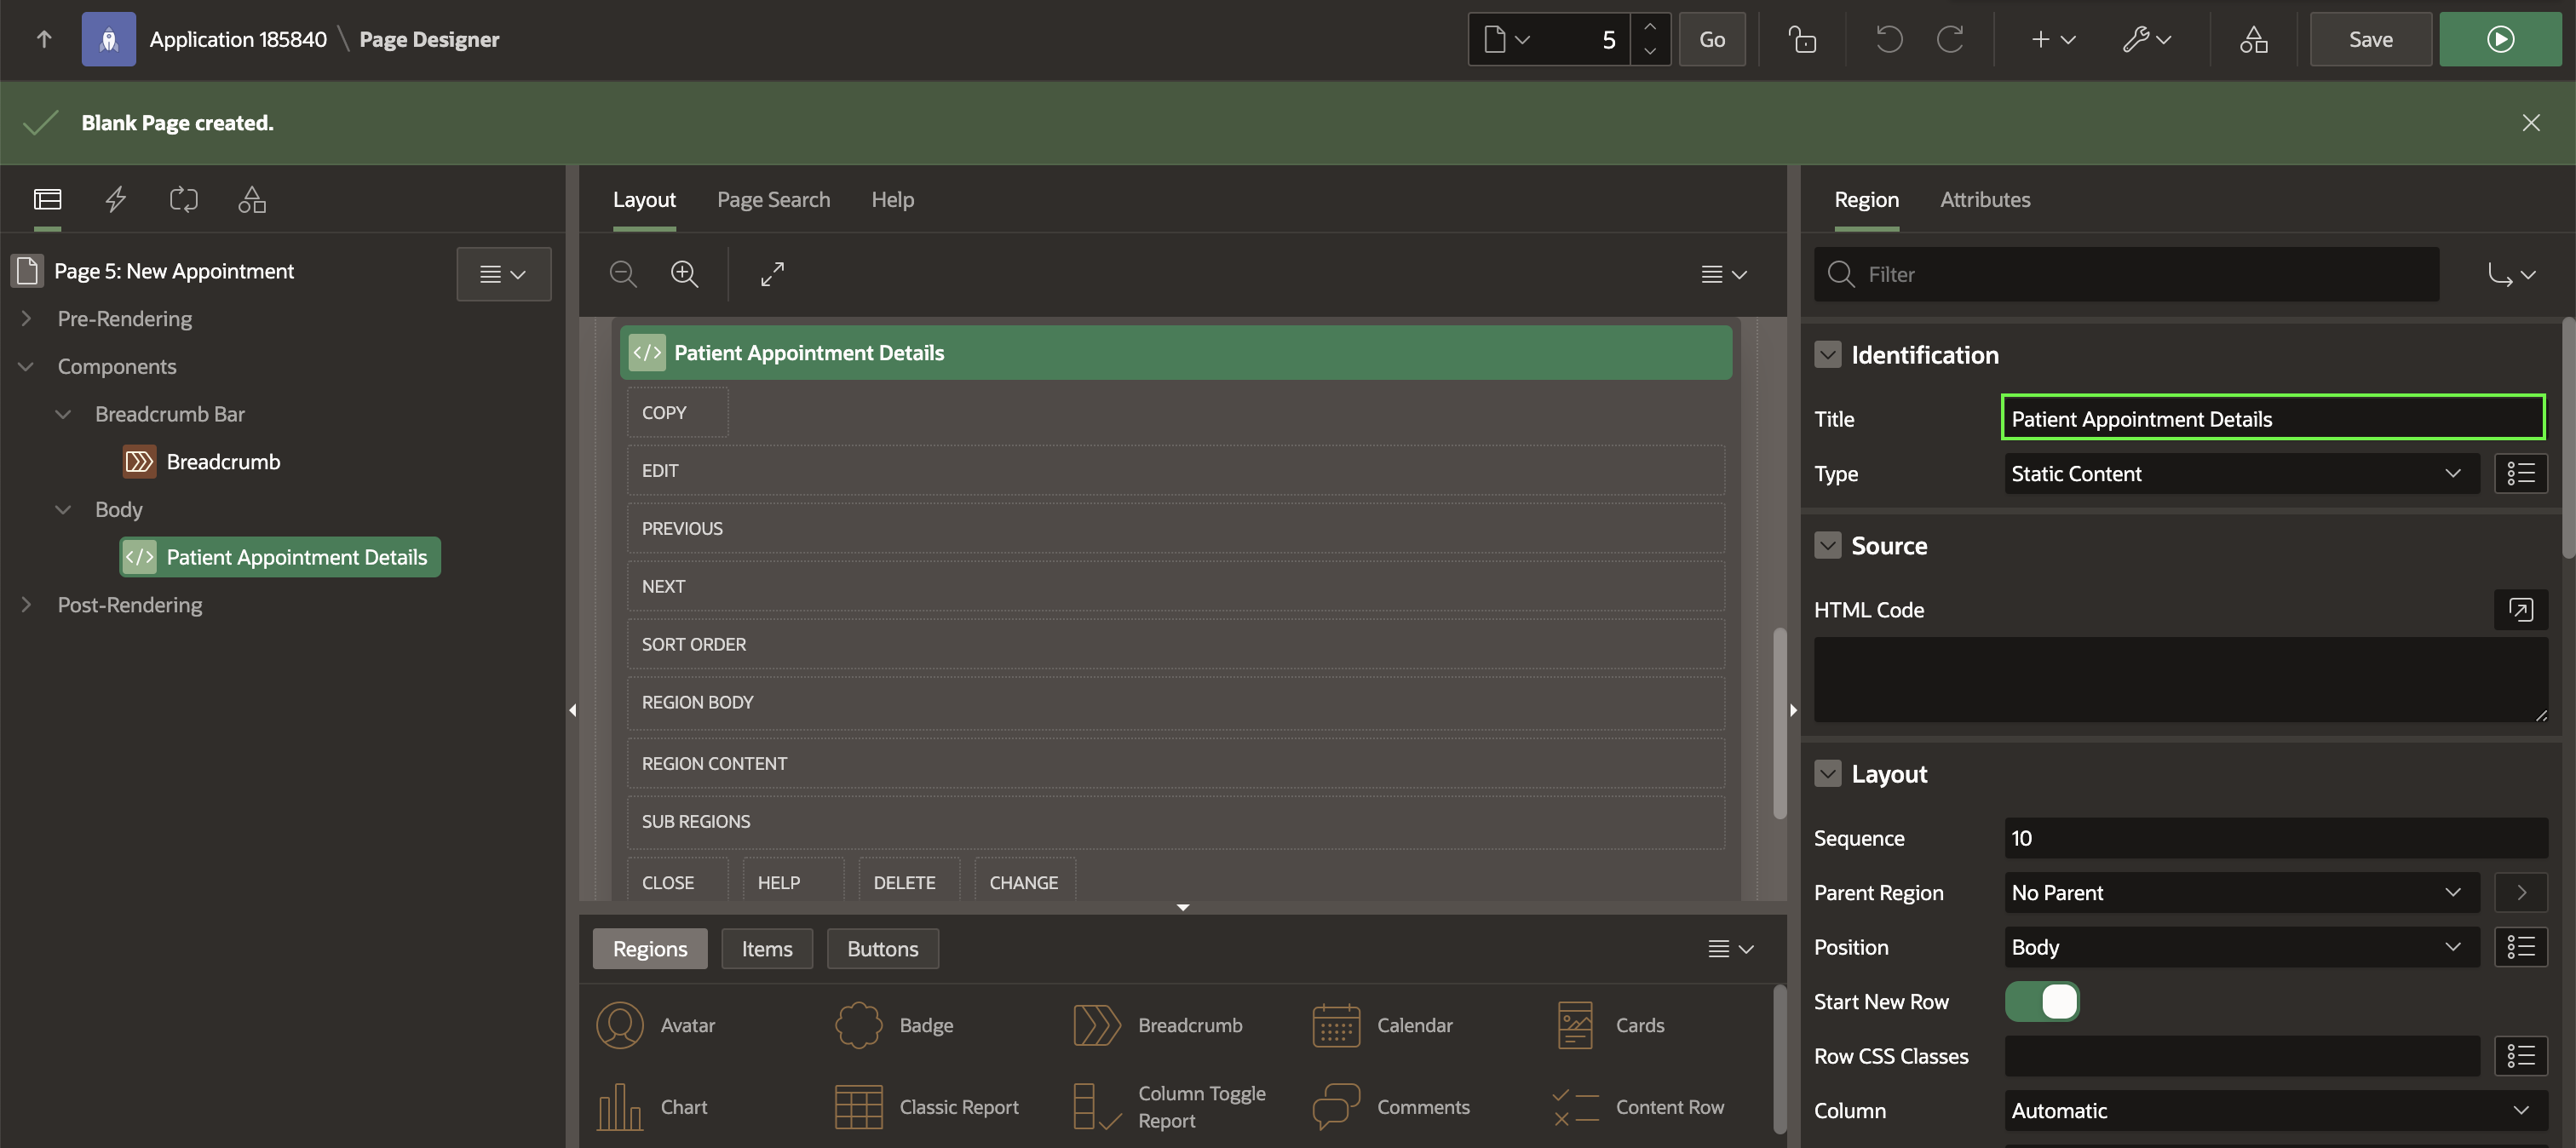 Application 185840 \ Page Designer
5
Go
Save
Blank Page created.
Page 5: New Appointment
Pre-Rendering
Components
Breadcrumb Bar
Breadcrumb
Body
</> Patient Appointment Details
Post-Rendering
Layout Page Search Help
</> Patient Appointment Details
COPY
EDIT
PREVIOUS
NEXT
SORT ORDER
REGION BODY
REGION CONTENT
SUB REGIONS
CLOSE HELP DELETE CHANGE
Regions Items Buttons
Avatar Badge Breadcrumb Calendar Cards
Chart Classic Report Column Toggle Report Comments Content Row
Region Attributes
Filter
Identification
Title Patient Appointment Details
Type Static Content
Source
HTML Code
Layout
Sequence 10
Parent Region No Parent
Position Body
Start New Row
Row CSS Classes
Column Automatic